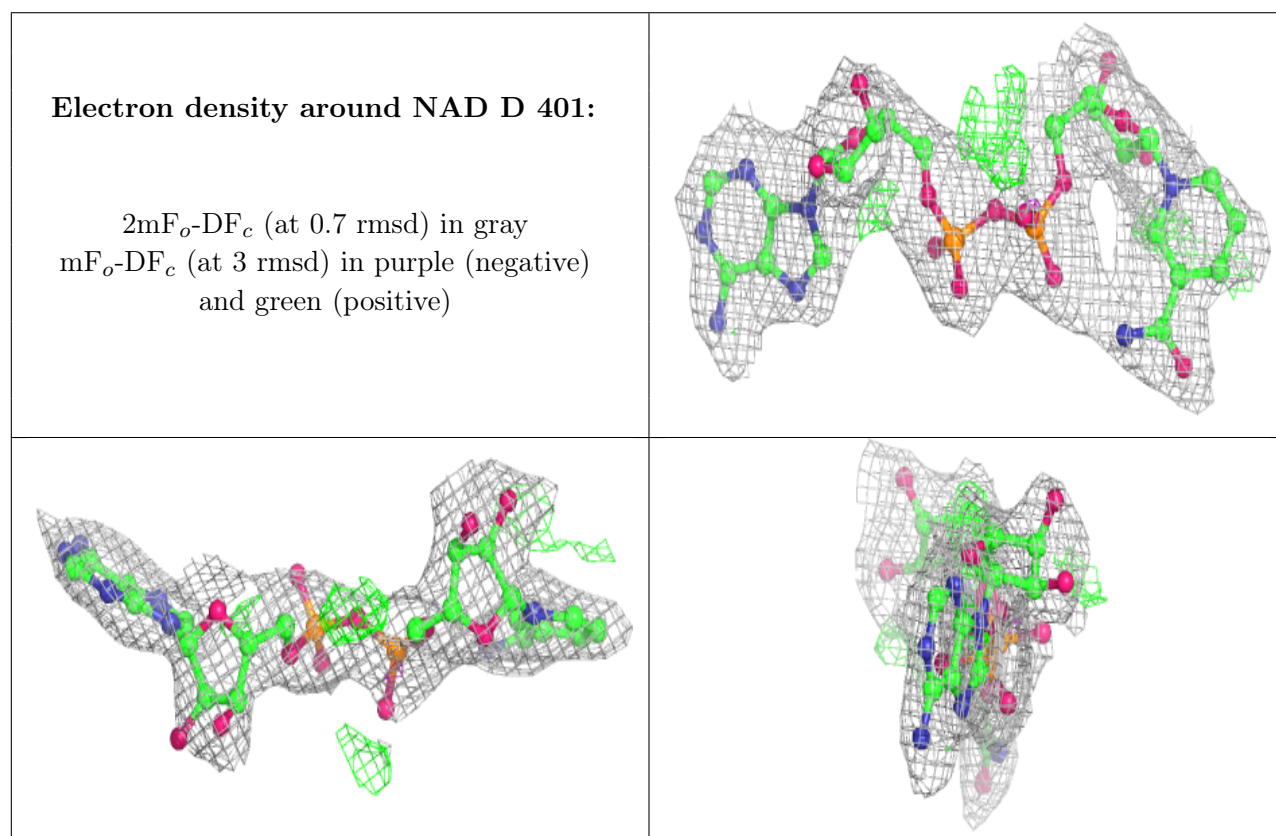 Electron density around NAD D 401:
2mFo-DFc (at 0.7 rmsd) in gray
mFo-DFc (at 3 rmsd) in purple (negative)
and green (positive)